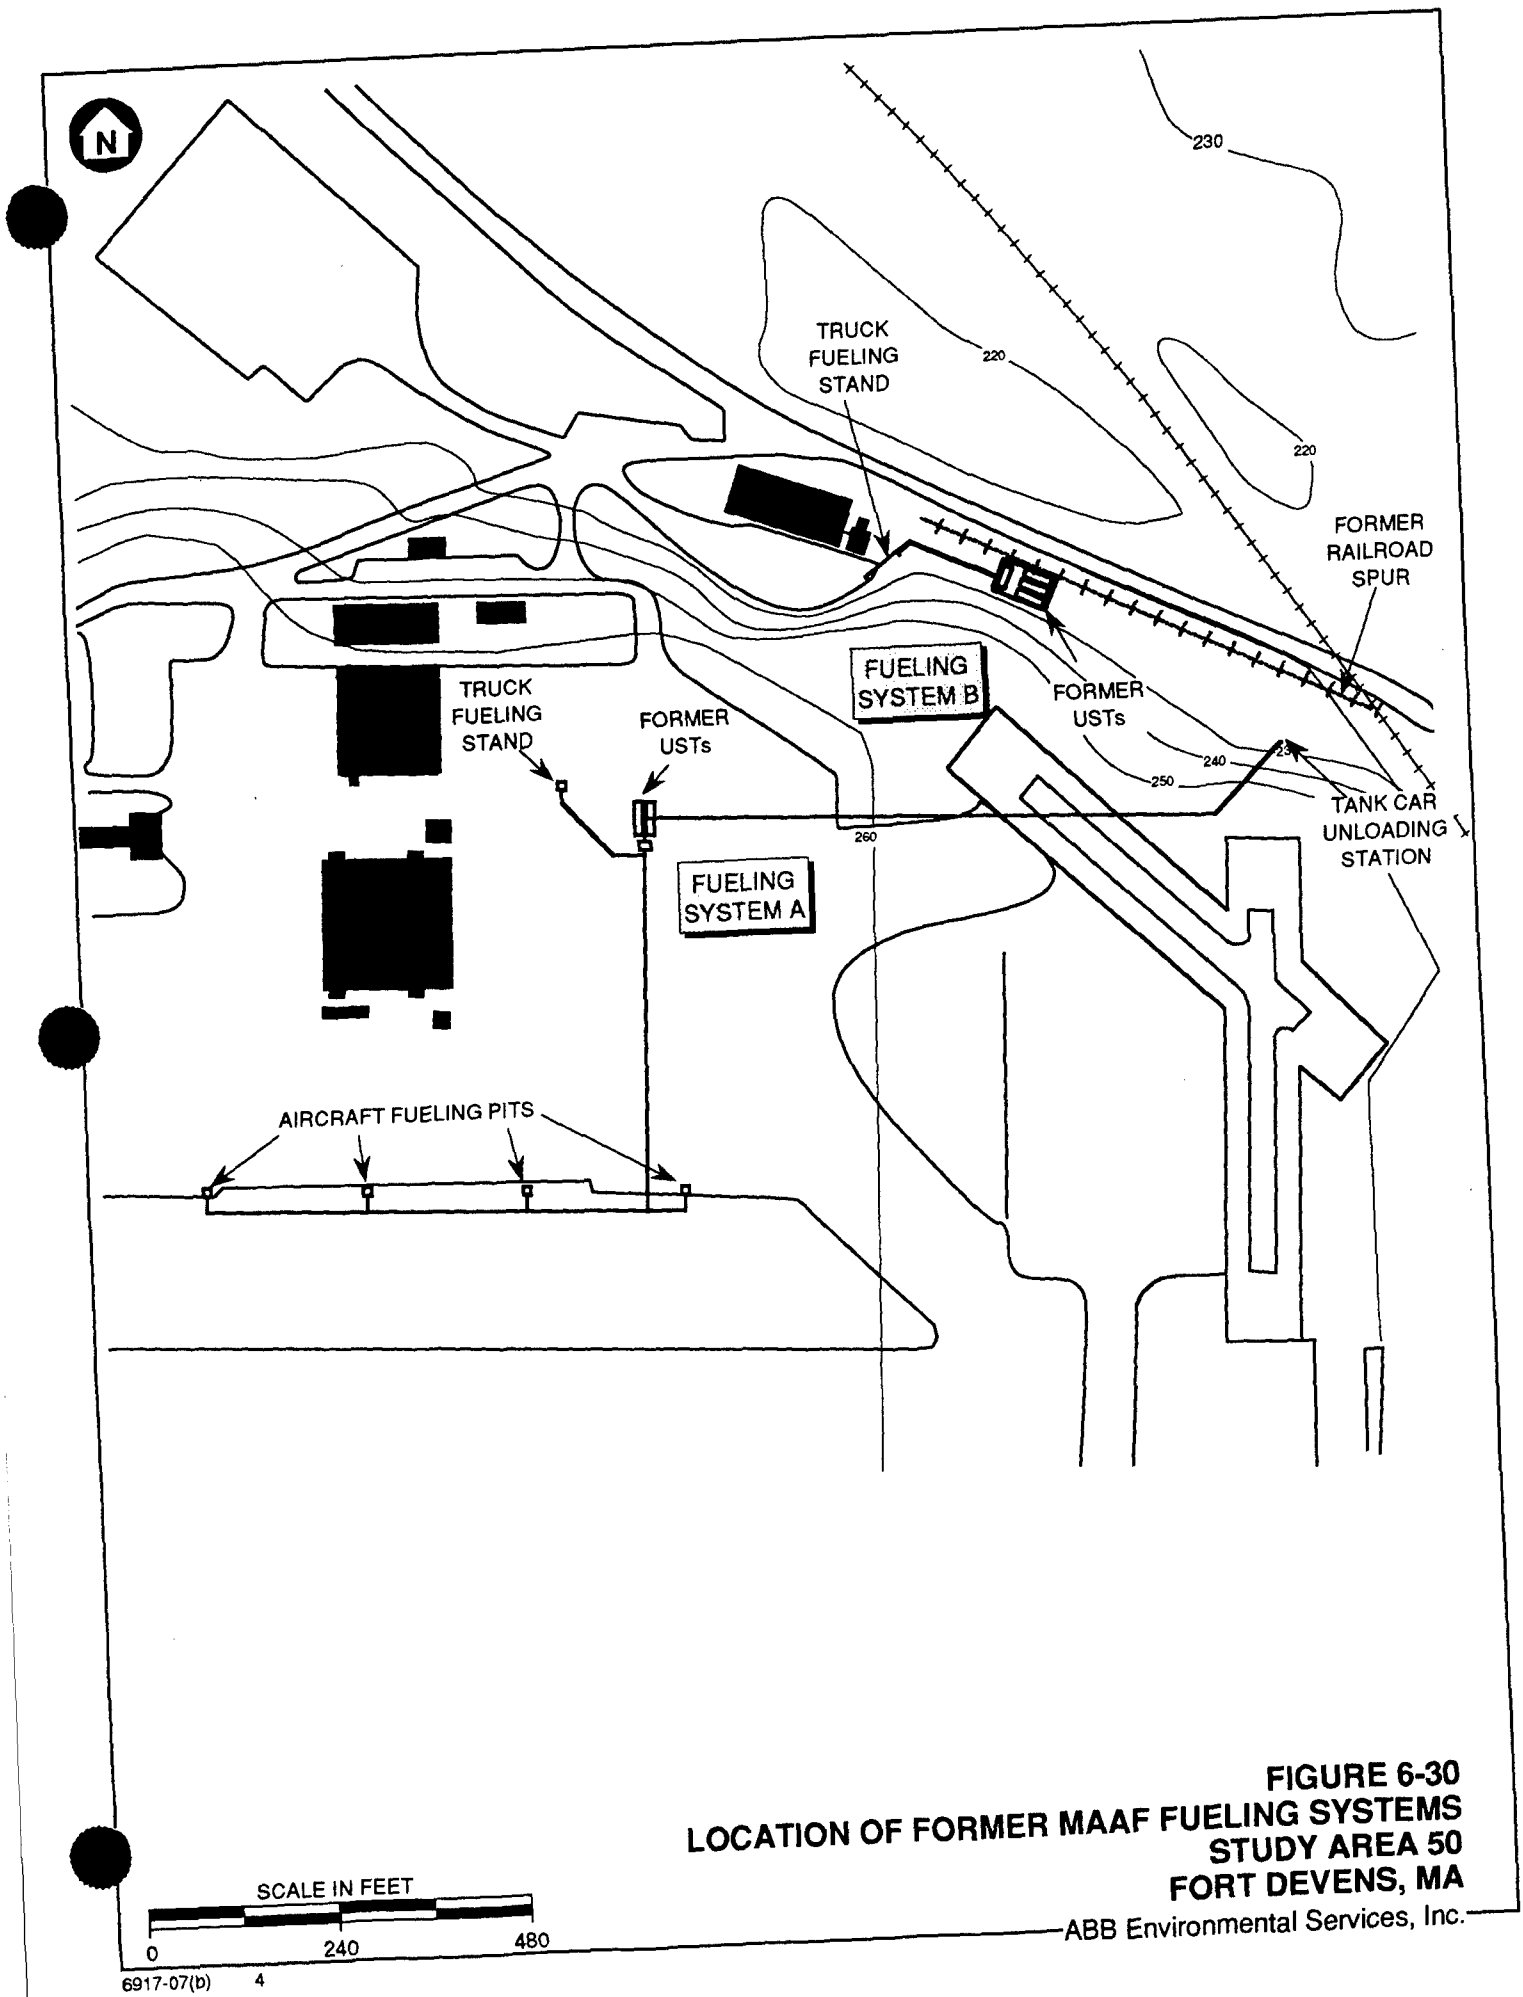 N
230
TRUCK
FUELING
STAND
220
220
FORMER
RAILROAD
SPUR
FUELING
SYSTEM B
FORMER
USTs
TRUCK
FUELING
STAND
FORMER
USTs
240
250
TANK CAR
UNLOADING
STATION
260
FUELING
SYSTEM A
AIRCRAFT FUELING PITS
FIGURE 6-30
LOCATION OF FORMER MAAF FUELING SYSTEMS
STUDY AREA 50
FORT DEVENS, MA
ABB Environmental Services, Inc.
SCALE IN FEET
0 240 480
6917-07(b) 4